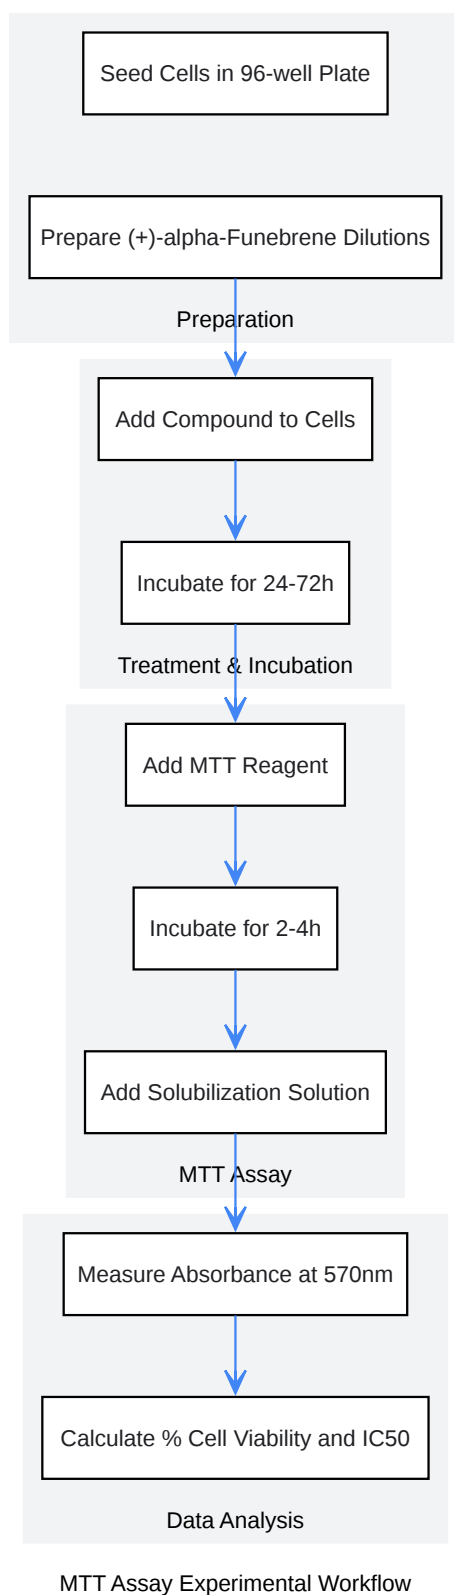 Seed Cells in 96-well Plate
Prepare (+)-alpha-Funebrene Dilutions
Preparation
Add Compound to Cells
Incubate for 24-72h
Treatment & Incubation
Add MTT Reagent
Incubate for 2-4h
Add Solubilization Solution
MTT Assay
Measure Absorbance at 570nm
Calculate % Cell Viability and IC50
Data Analysis
MTT Assay Experimental Workflow